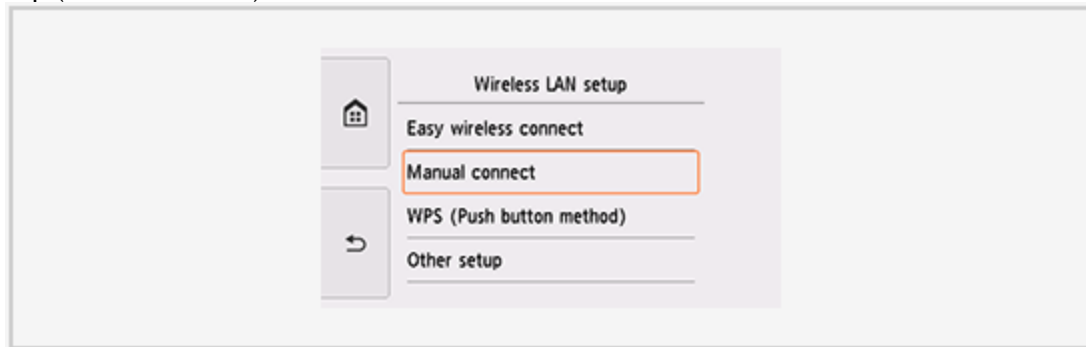 Wireless LAN setup
Easy wireless connect
Manual connect
WPS (Push button method)
Other setup